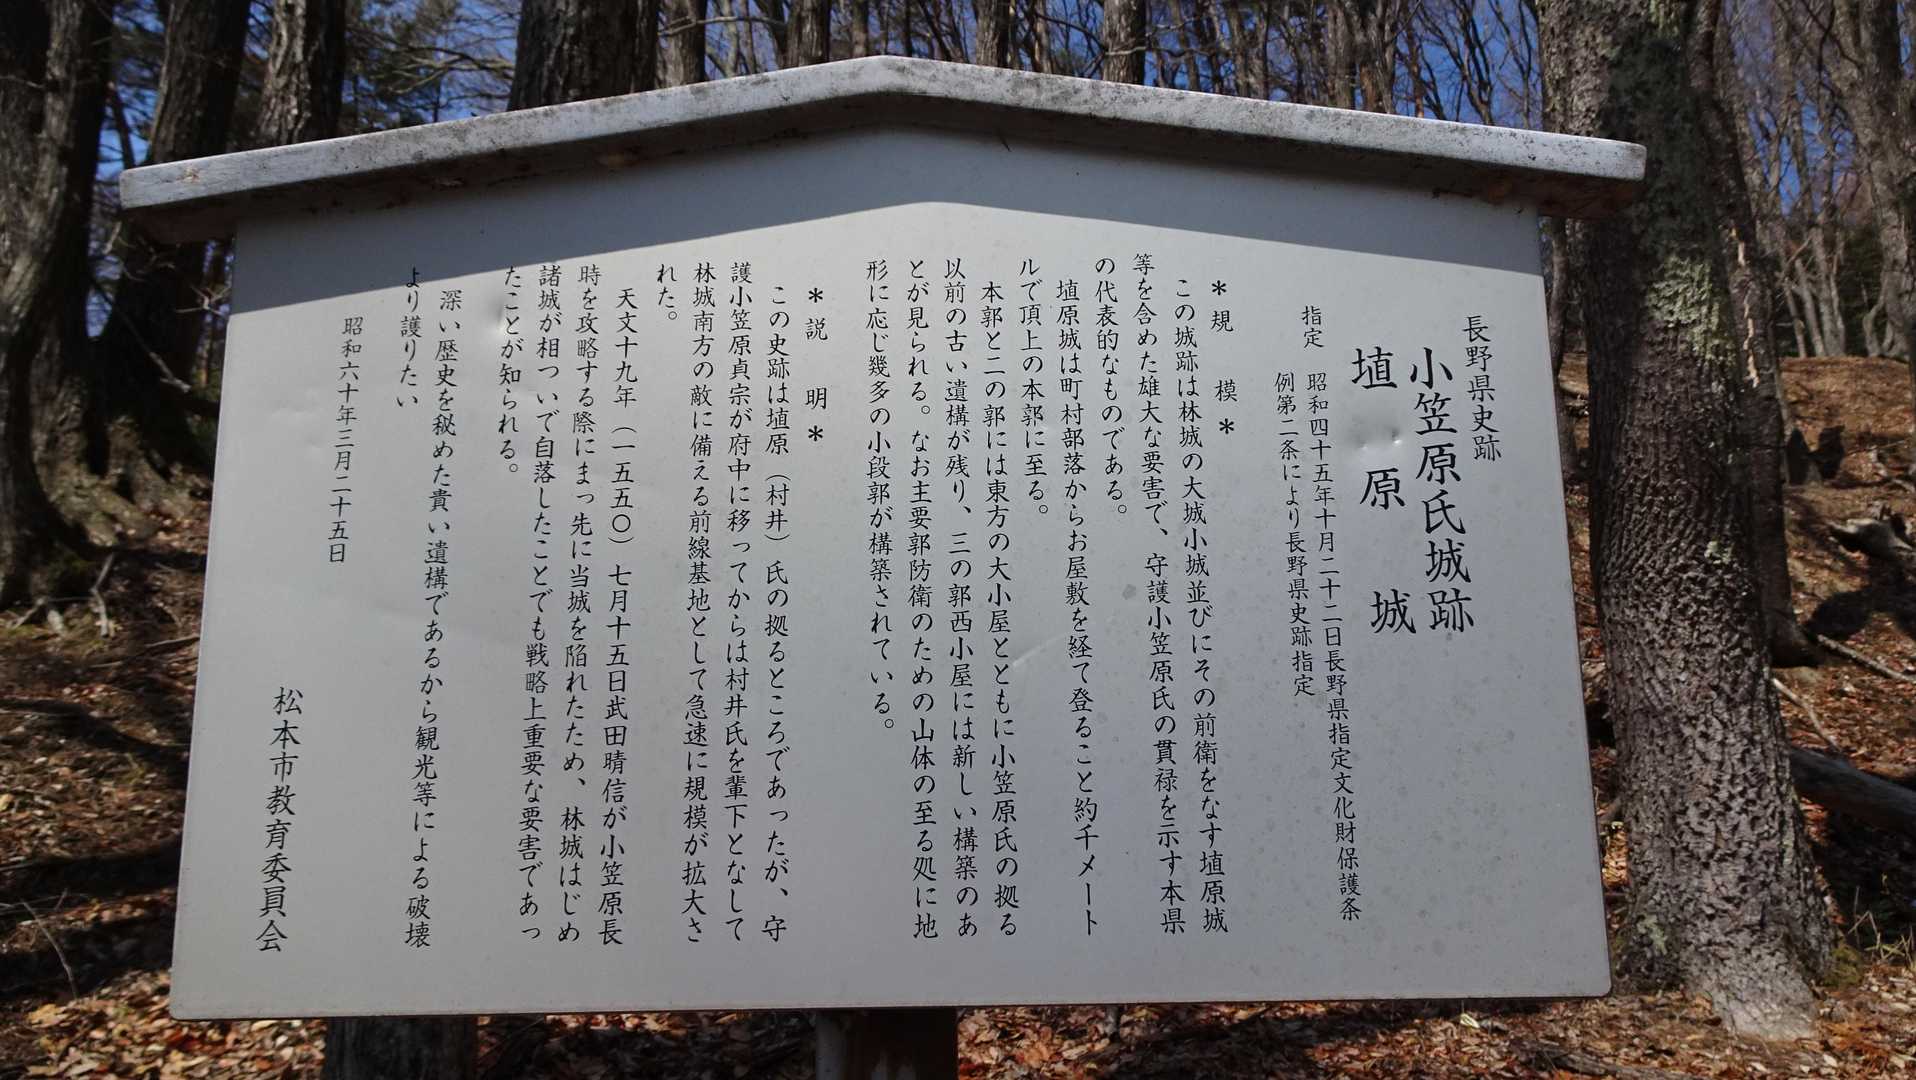 長野県史跡
小笠原氏城跡
埴原城
指定 昭和四十五年十月二十二日長野県指定文化財保護条
例第二条により長野県史跡指定
＊規模＊
この城跡は林城の大城小城並びにその前衛をなす埴原城
等を含めた雄大な要害で、守護小笠原氏の貫禄を示す本県
の代表的なものである。
埴原城は町村部落からお屋敷を経て登ること約千メート
ルで頂上の本郭に至る。
本郭と二の郭には東方の大小屋とともに小笠原氏の拠る
以前の古い遺構が残り、三の郭西小屋には新しい構築のあ
とが見られる。なお主要郭防衛のための山体の至る処に地
形に応じ幾多の小段郭が構築されている。
＊説明＊
この史跡は埴原（村井）氏の拠るところであったが、守
護小笠原貞宗が府中に移ってからは村井氏を輩下となして
林城南方の敵に備える前線基地として急速に規模が拡大さ
れた。
天文十九年（一五五〇）七月十五日武田晴信が小笠原長
時を攻略する際にまっ先に当城を陥れたため、林城はじめ
諸城が相ついで自落したことでも戦略上重要な要害であっ
たことが知られる。
深い歴史を秘めた貴い遺構であるから観光等による破壊
より護りたい
昭和六十年三月二十五日
松本市教育委員会